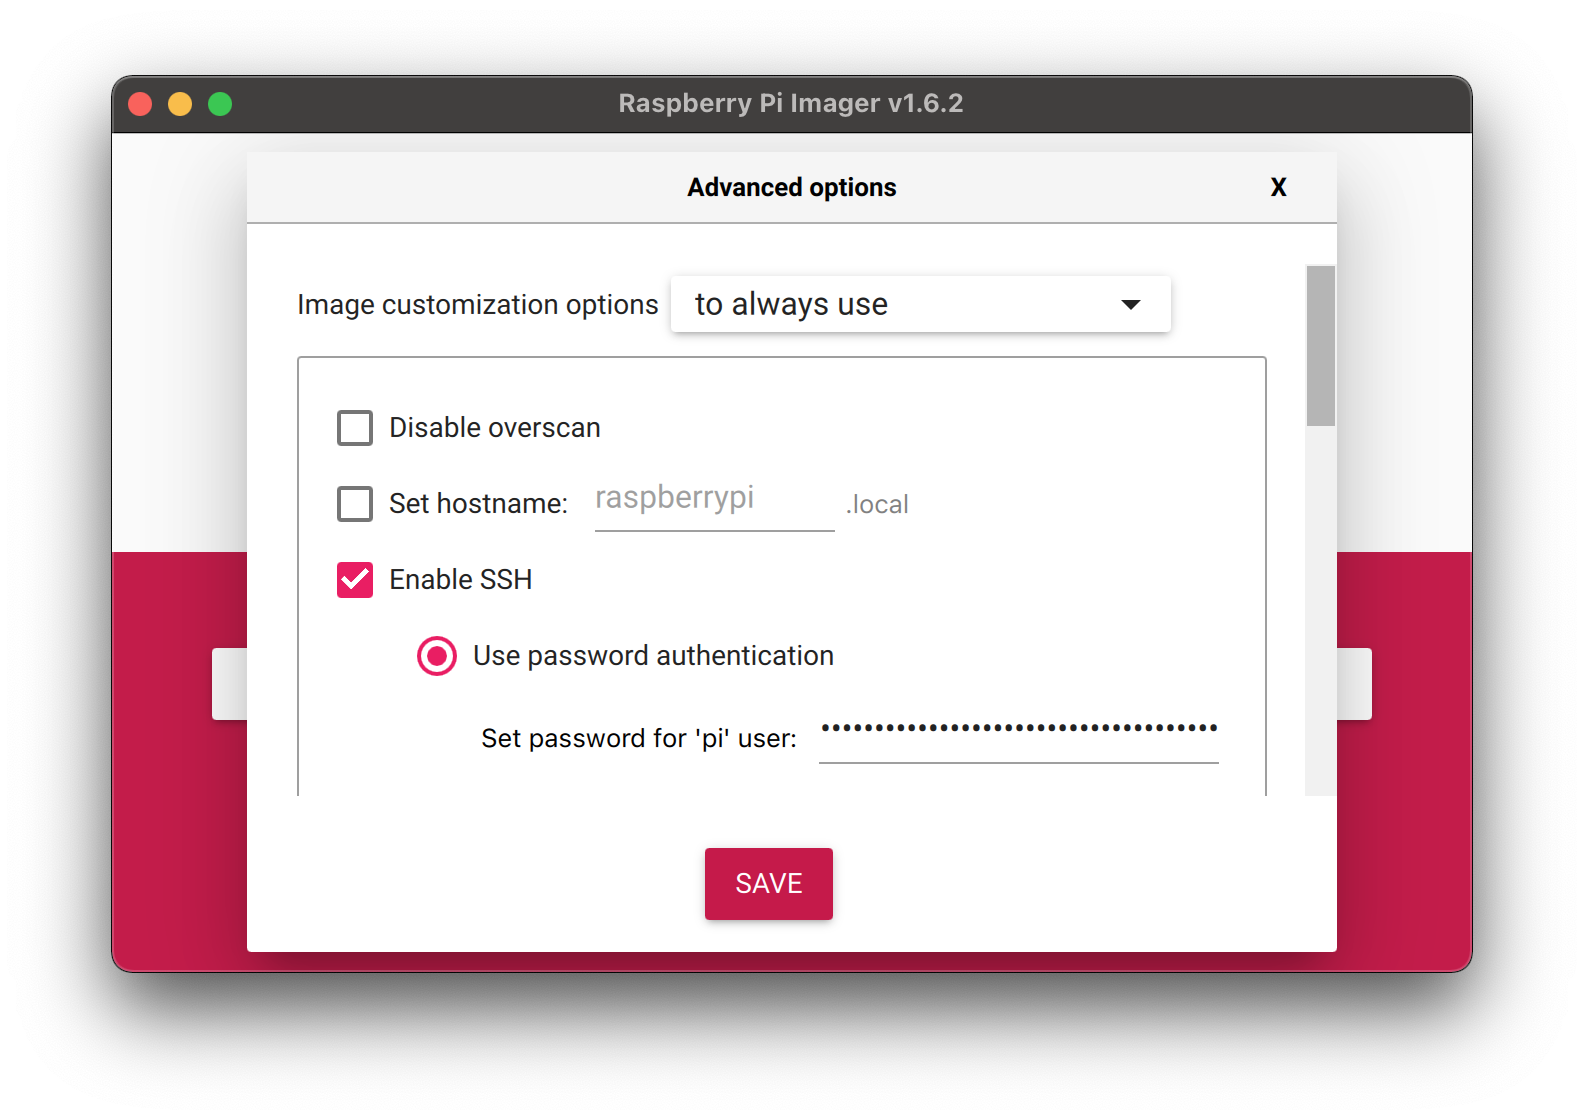 Raspberry Pi Imager v1.6.2
Advanced options X
Image customization options to always use
Disable overscan
Set hostname: raspberrypi .local
Enable SSH
Use password authentication
Set password for 'pi' user: •••••••••••••••••••••••••••••••••••••
SAVE